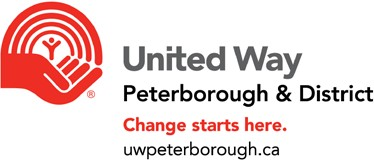 United Way
Peterborough & District
Change starts here.
uwpeterborough.ca
®